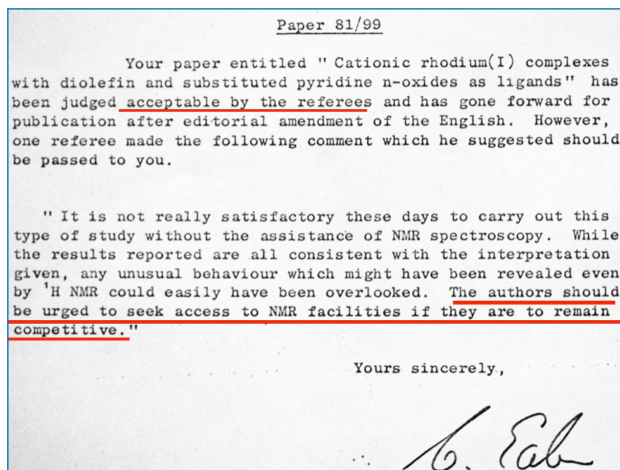 Paper 81/99
Your paper entitled " Cationic rhodium(I) complexes
with diolefin and substituted pyridine n-oxides as ligands" has
been judged acceptable by the referees and has gone forward for
publication after editorial amendment of the English. However,
one referee made the following comment which he suggested should
be passed to you.
" It is not really satisfactory these days to carry out this
type of study without the assistance of NMR spectroscopy. While
the results reported are all consistent with the interpretation
given, any unusual behaviour which might have been revealed even
by ¹H NMR could easily have been overlooked. The authors should
be urged to seek access to NMR facilities if they are to remain
competitive."
Yours sincerely,